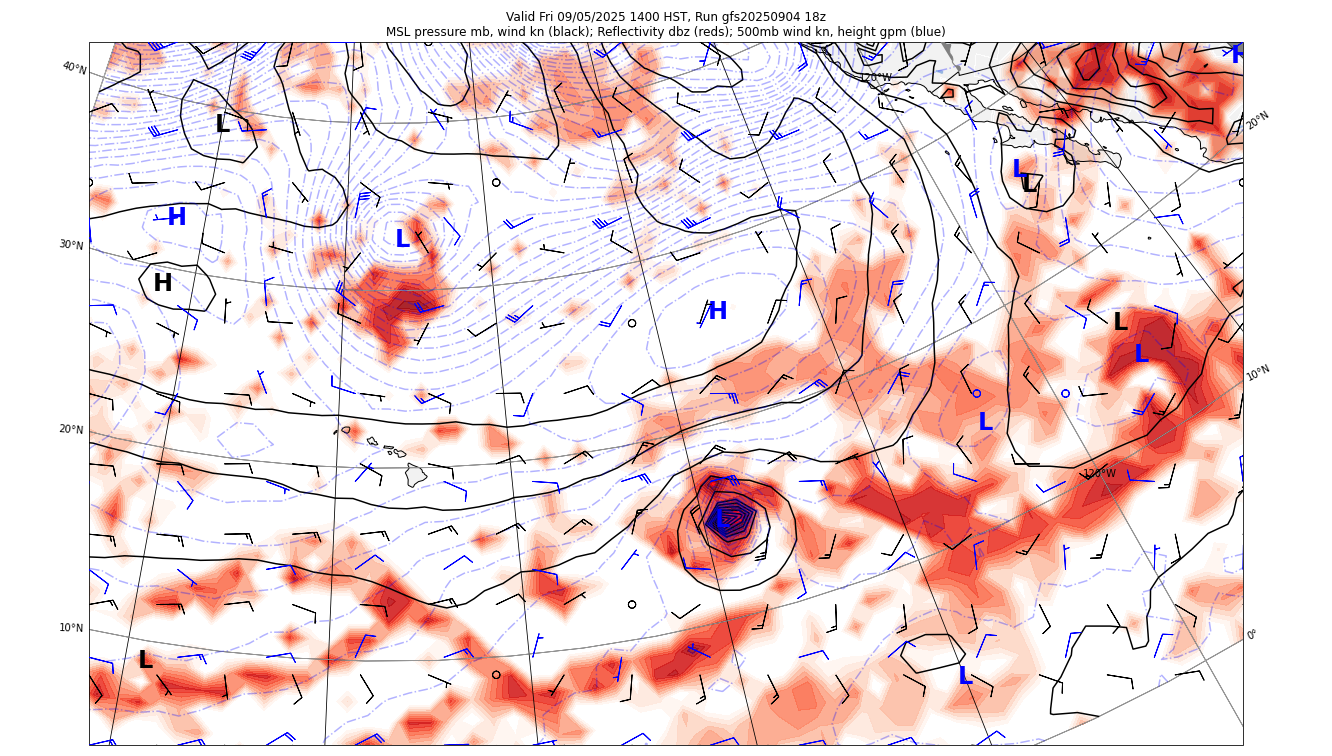 Valid Fri 09/05/2025 1400 HST, Run gfs20250904 18z
MSL pressure mb, wind kn (black); Reflectivity dbz (reds); 500mb wind kn, height gpm (blue)
H
40°N
120°W
20°N
L
L
L
H
L
30°N
H
H
L
L
10°N
20°N
L
120°W
L
10°N
0°
L
L